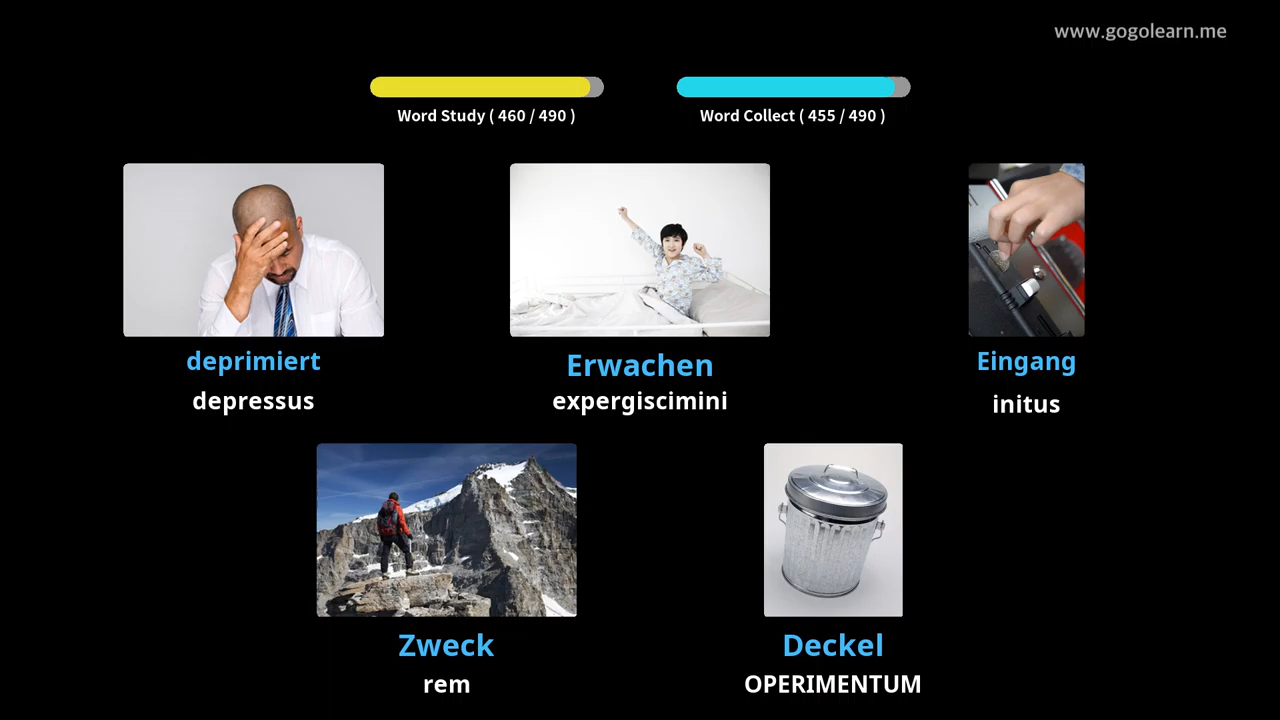 www.gogolearn.me
Word Study ( 460 / 490 )
Word Collect ( 455 / 490 )
deprimiert
depressus
Erwachen
expergiscimini
Eingang
initus
Zweck
rem
Deckel
OPERIMENTUM